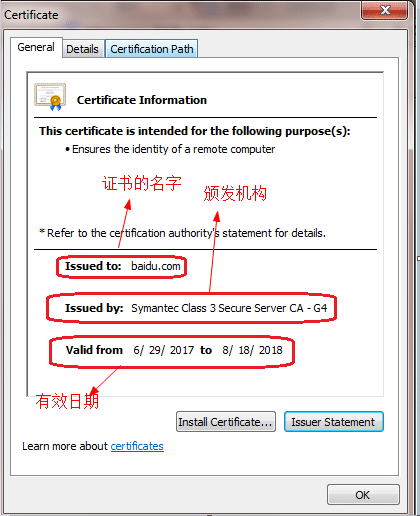 Certificate
General Details Certification Path
Certificate Information
This certificate is intended for the following purpose(s):
• Ensures the identity of a remote computer
证书的名字
颁发机构
* Refer to the certification authority's statement for details.
Issued to: baidu.com
Issued by: Symantec Class 3 Secure Server CA - G4
Valid from 6/ 29/ 2017 to 8/ 18/ 2018
有效日期
Install Certificate... Issuer Statement
Learn more about certificates
OK